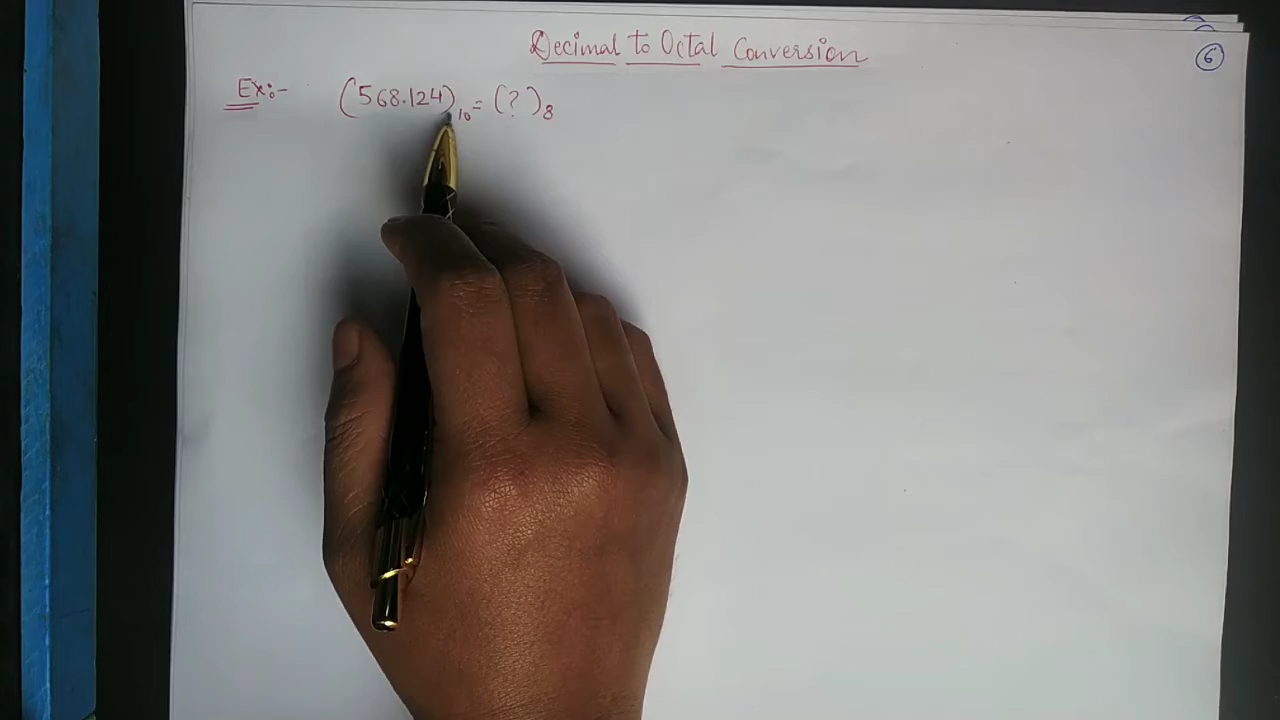 Decimal to Octal Conversion
6
Ex:- (568.124)₁₀ = (?)₈